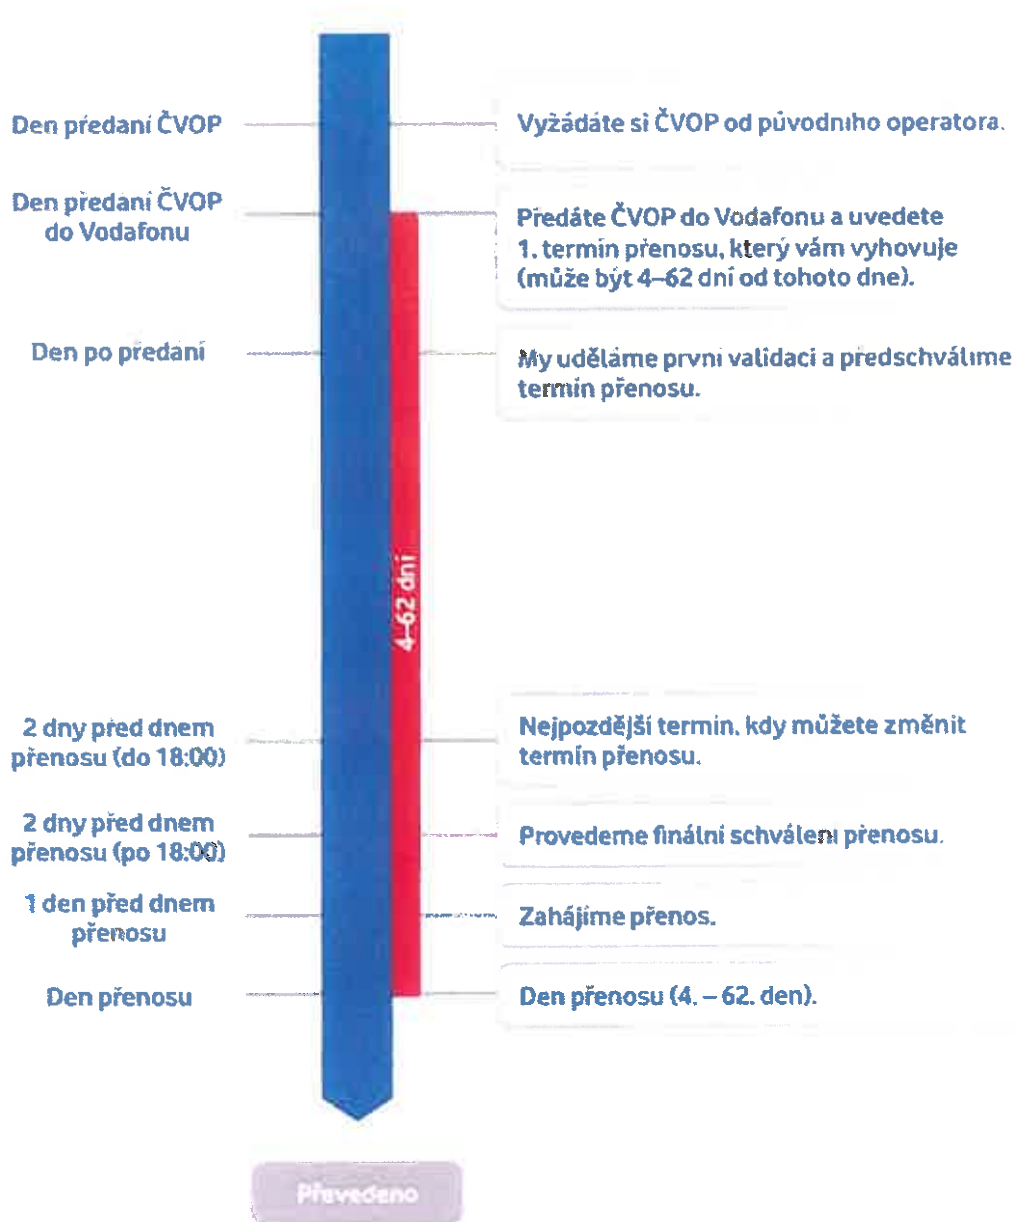 Den předaní ČVOP
Vyžádáte si ČVOP od původního operatora.
Den předaní ČVOP
do Vodafonu
Předáte ČVOP do Vodafonu a uvedete
1. termín přenosu, který vám vyhovuje
(může být 4–62 dní od tohoto dne).
Den po předaní
My uděláme první validaci a předschválíme
termín přenosu.
4–62 dní
2 dny před dnem
přenosu (do 18:00)
Nejpozdější termín, kdy můžete změnit
termín přenosu.
2 dny před dnem
přenosu (po 18:00)
Provedeme finální schválení přenosu.
1 den před dnem
přenosu
Zahájíme přenos.
Den přenosu
Den přenosu (4. – 62. den).
Převedeno